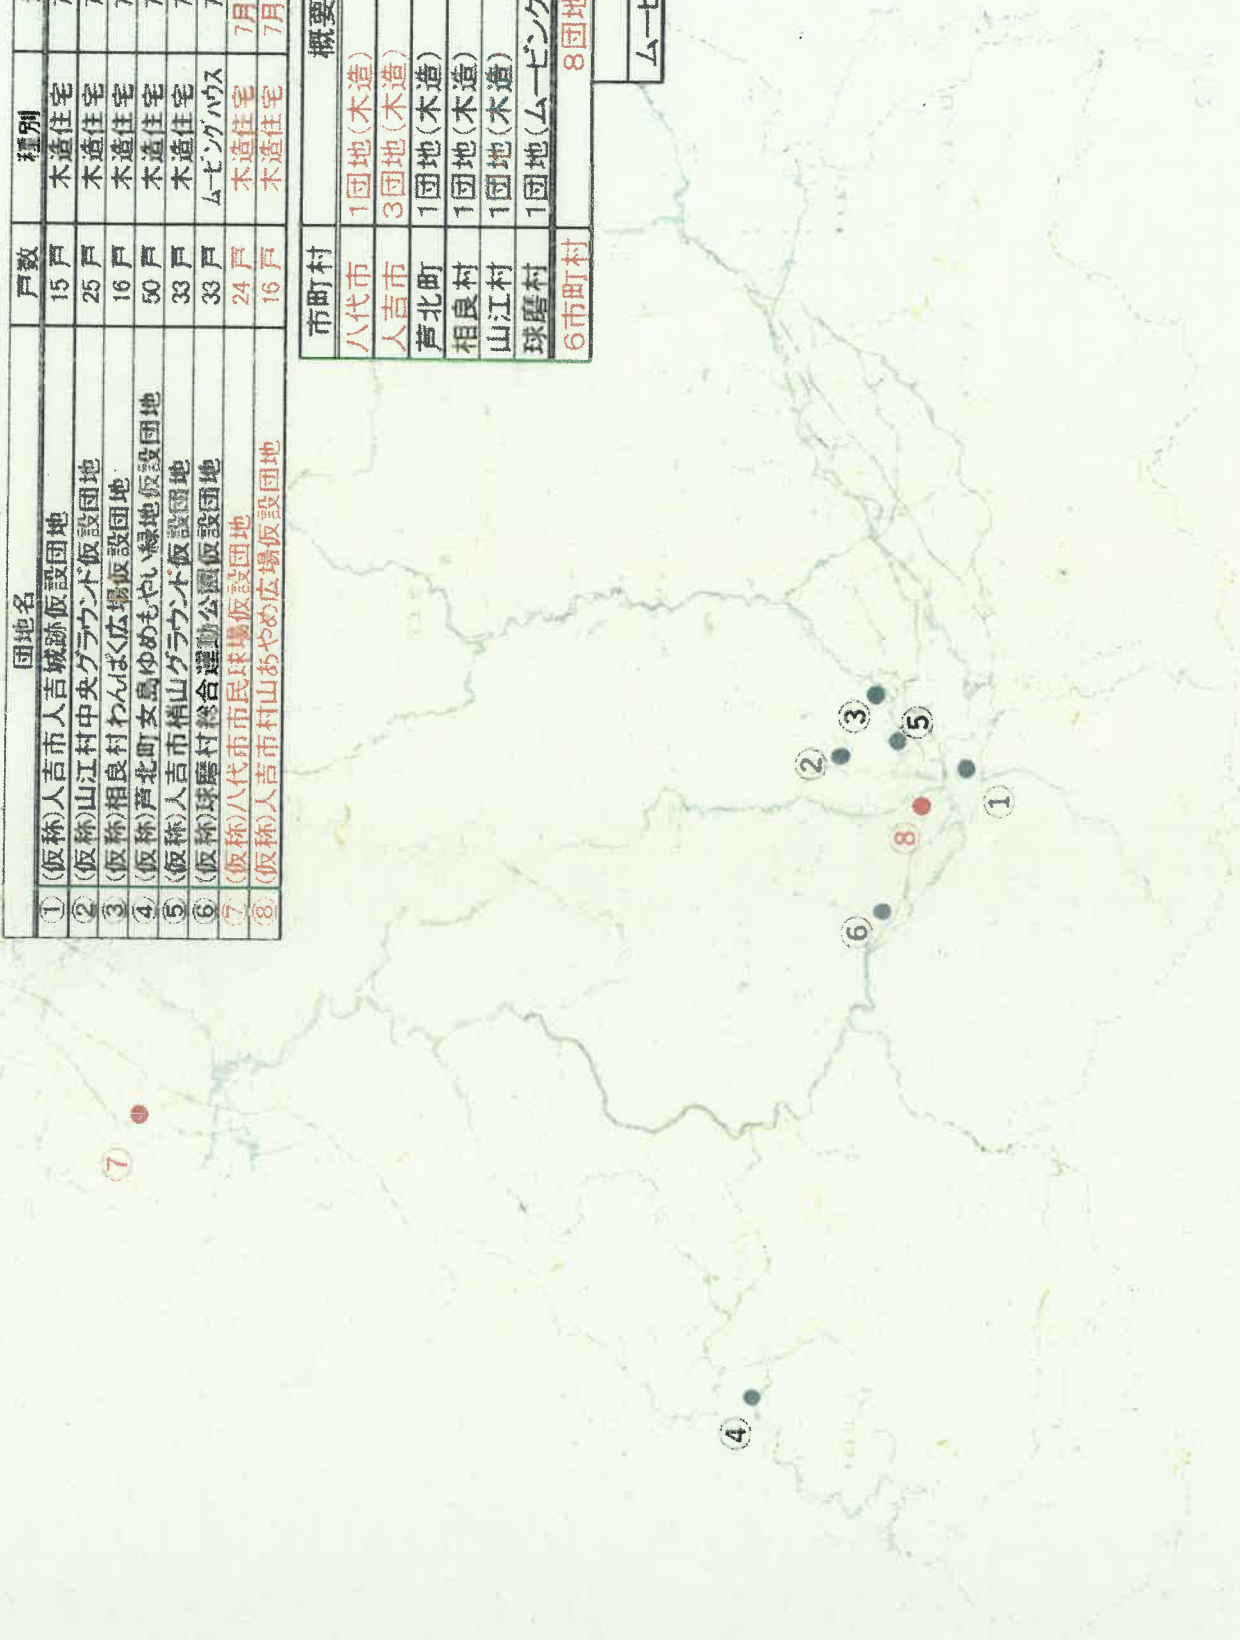 団地名 戸数 種別
① (仮称)人吉市人吉城跡仮設団地 15 戸 木造住宅 7
② (仮称)山江村中央グラウンド仮設団地 25 戸 木造住宅 7
③ (仮称)相良村わんぱく広場仮設団地 16 戸 木造住宅 7
④ (仮称)芦北町女島ゆめもやい緑地仮設団地 50 戸 木造住宅 7
⑤ (仮称)人吉市梢山グラウンド仮設団地 33 戸 木造住宅 7
⑥ (仮称)球磨村総合運動公園仮設団地 33 戸 ムービングハウス 7
⑦ (仮称)八代市市民球場仮設団地 24 戸 木造住宅 7月
⑧ (仮称)人吉市村山あやめ広場仮設団地 16 戸 木造住宅 7月
市町村 概要
八代市 1団地(木造)
人吉市 3団地(木造)
芦北町 1団地(木造)
相良村 1団地(木造)
山江村 1団地(木造)
球磨村 1団地(ムービング
6市町村 8団地
ムービ
⑦
④
⑥
⑧
②
③
⑤
①